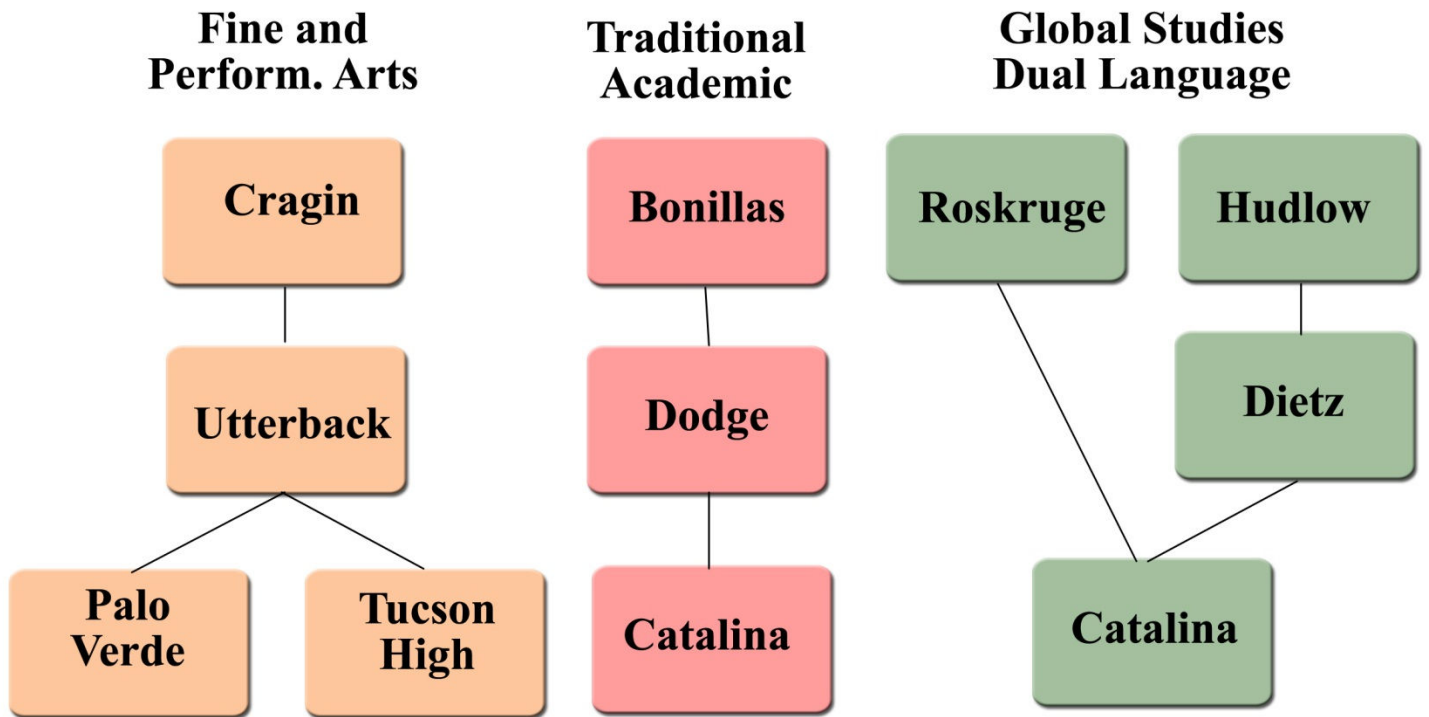 Fine and
Perform. Arts
Traditional
Academic
Global Studies
Dual Language
Cragin
Bonillas
Roskruge
Hudlow
Utterback
Dodge
Dietz
Palo
Verde
Tucson
High
Catalina
Catalina